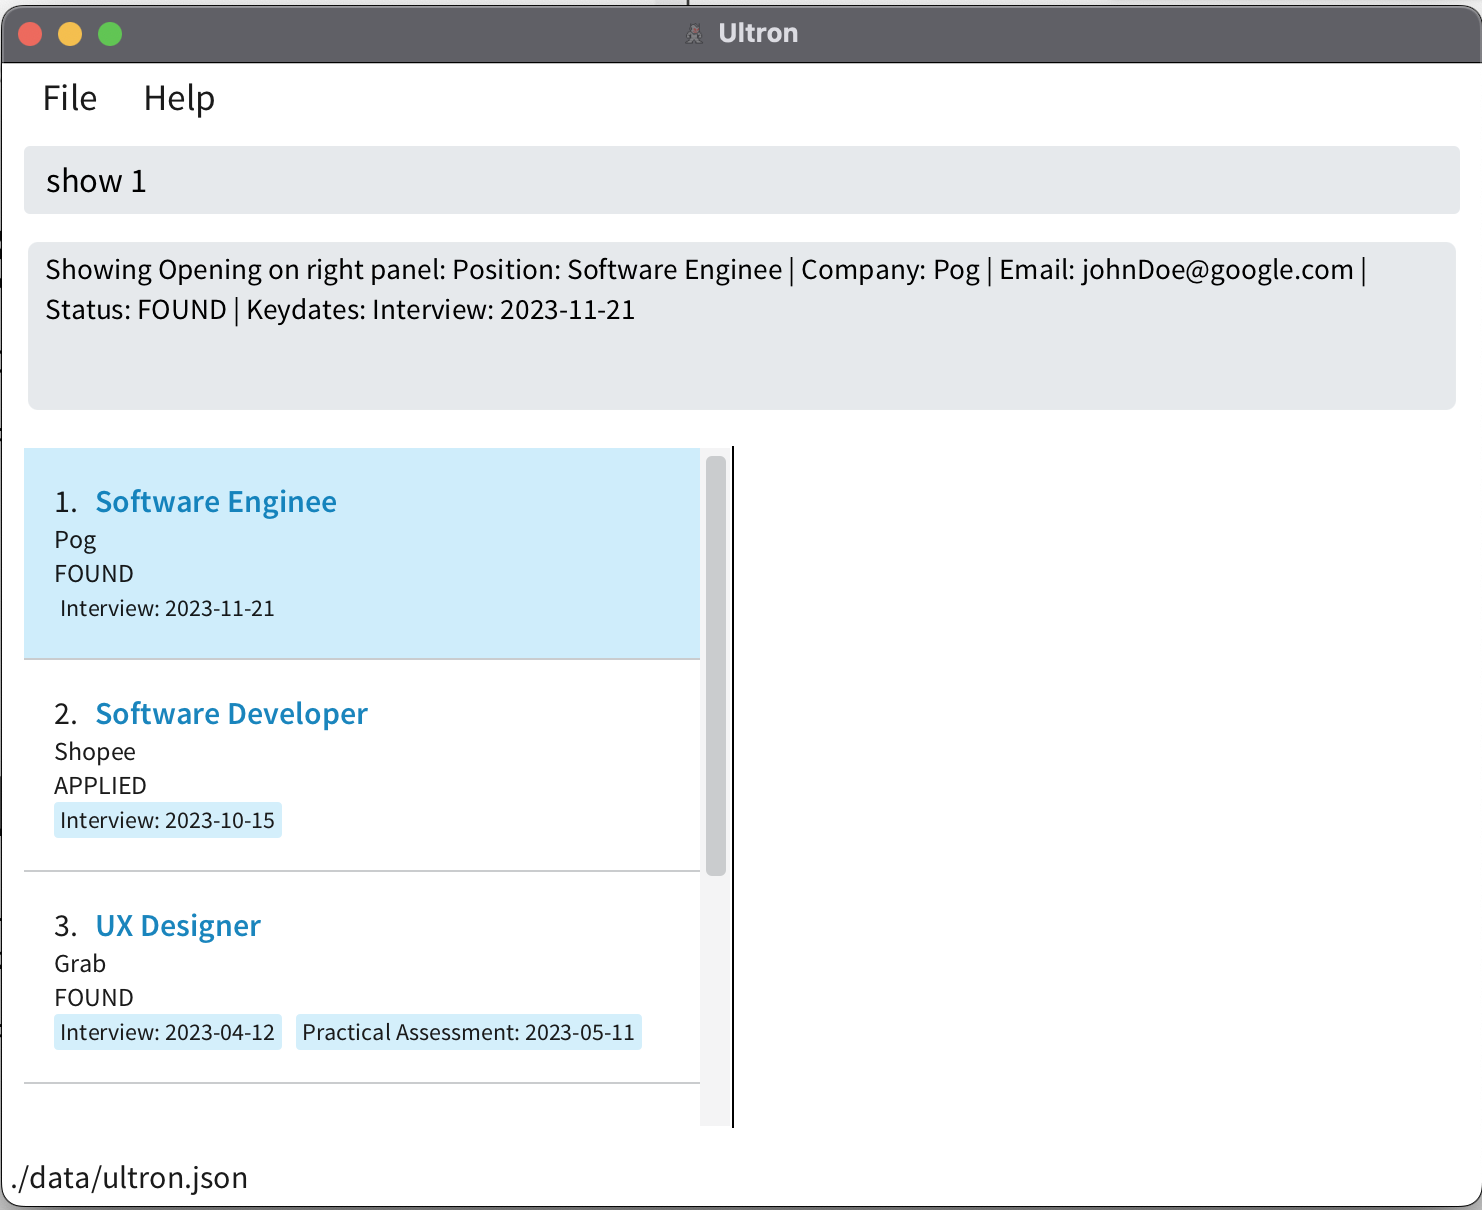 Ultron
File Help
show 1
Showing Opening on right panel: Position: Software Enginee | Company: Pog | Email: johnDoe@google.com |
Status: FOUND | Keydates: Interview: 2023-11-21
1. Software Enginee
Pog
FOUND
Interview: 2023-11-21
2. Software Developer
Shopee
APPLIED
Interview: 2023-10-15
3. UX Designer
Grab
FOUND
Interview: 2023-04-12 Practical Assessment: 2023-05-11
./data/ultron.json